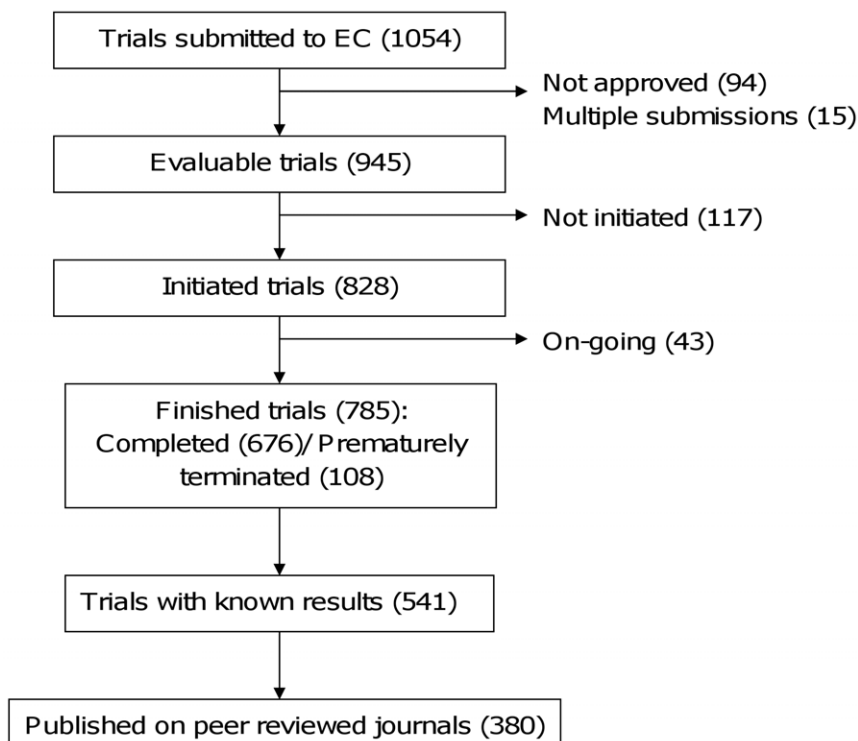 Trials submitted to EC (1054)
Not approved (94)
Multiple submissions (15)
Evaluable trials (945)
Not initiated (117)
Initiated trials (828)
On-going (43)
Finished trials (785):
Completed (676)/ Prematurely
terminated (108)
Trials with known results (541)
Published on peer reviewed journals (380)